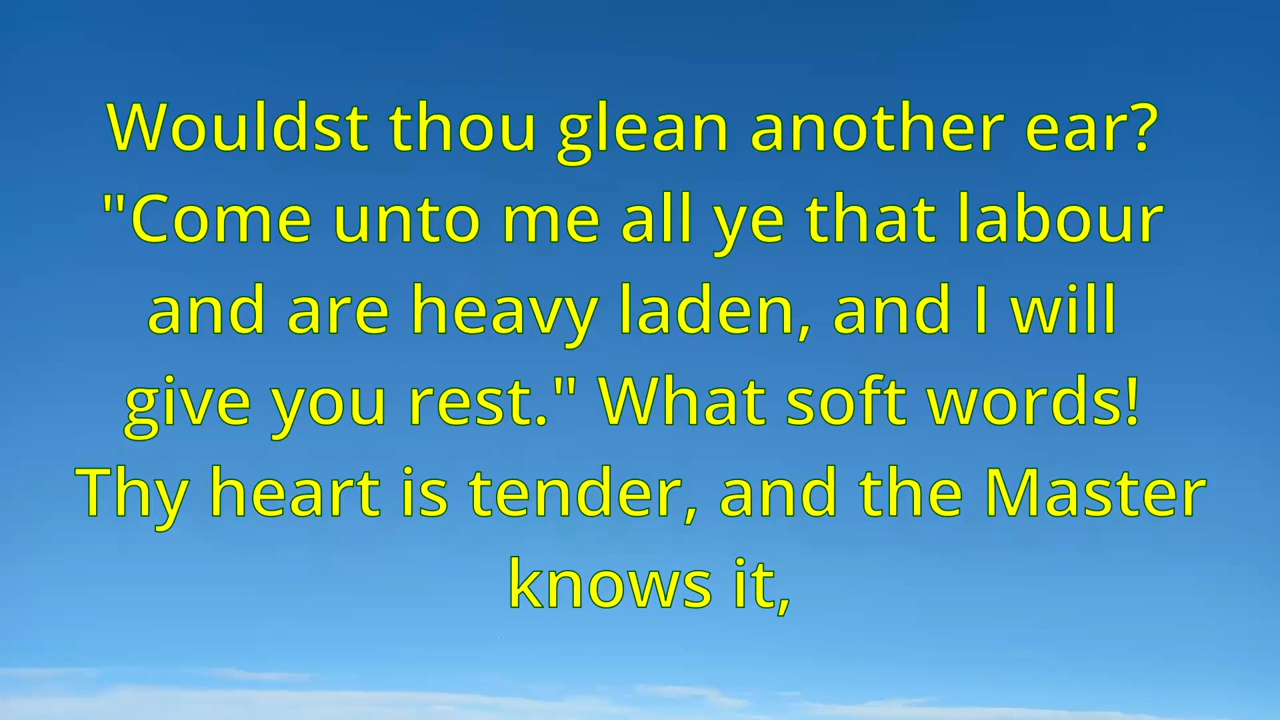 Wouldst thou glean another ear?
"Come unto me all ye that labour
and are heavy laden, and I will
give you rest." What soft words!
Thy heart is tender, and the Master
knows it,